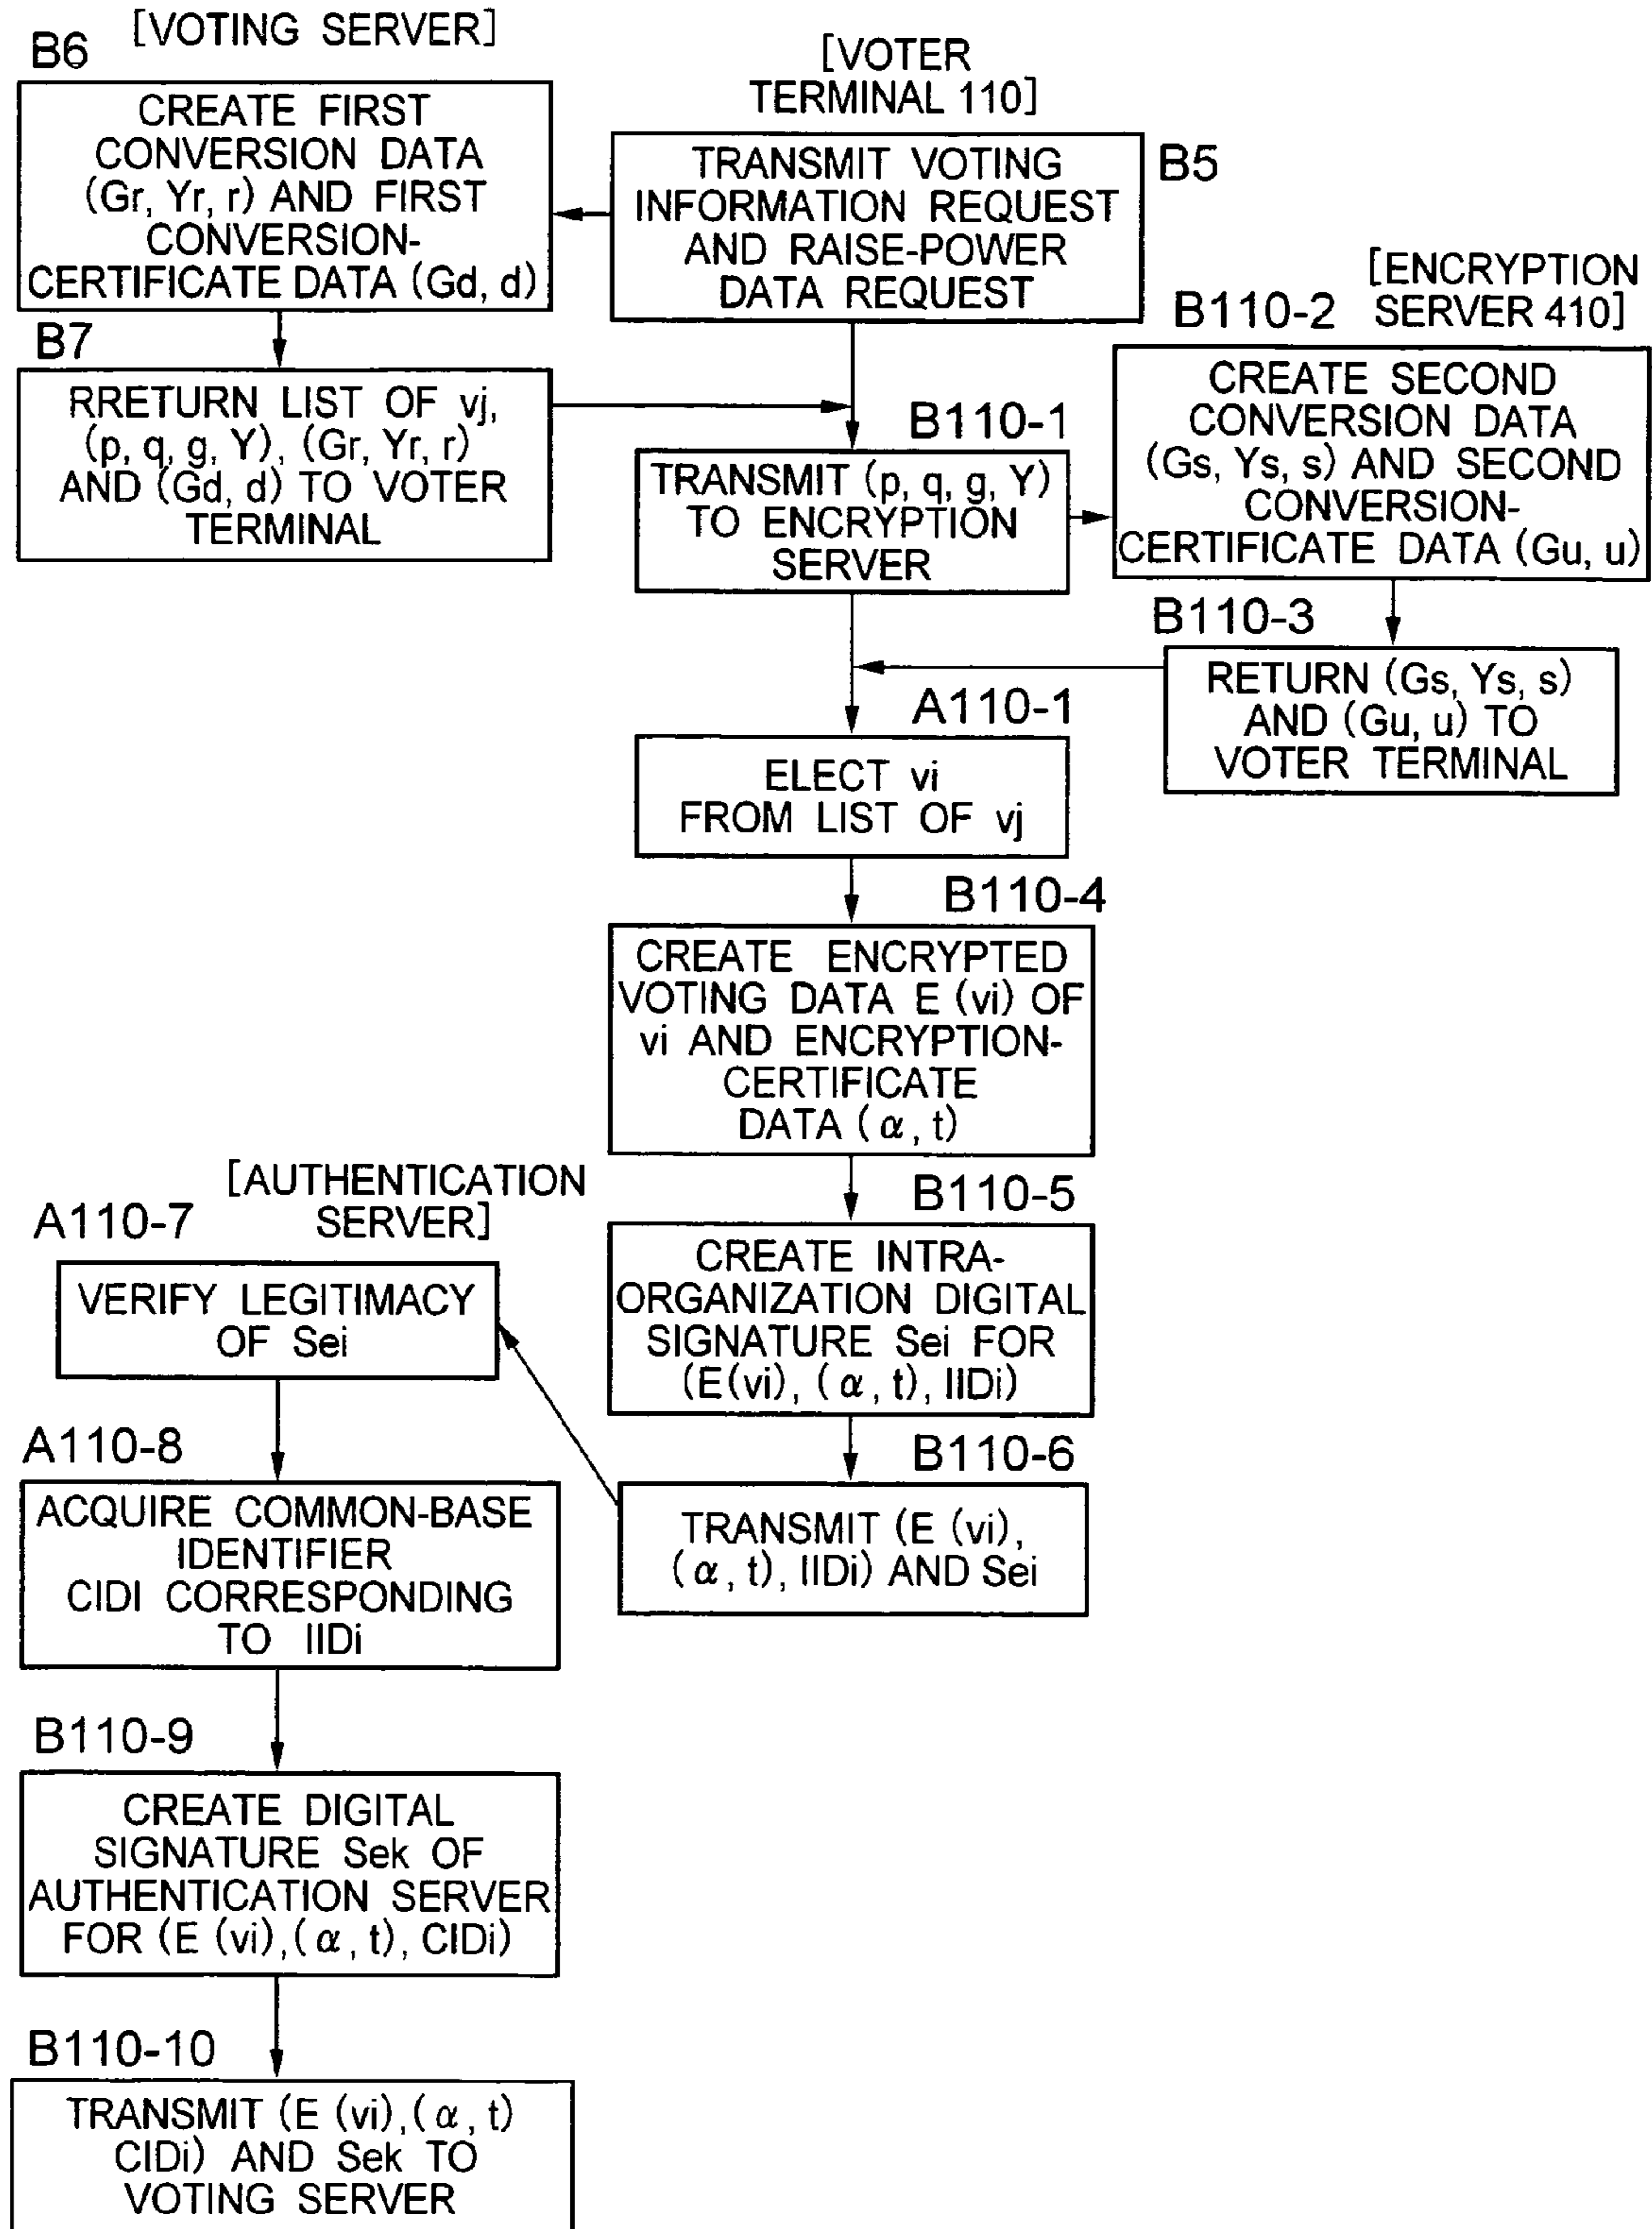 B6
[VOTING SERVER]
CREATE FIRST
CONVERSION DATA
(Gr, Yr, r) AND FIRST
CONVERSION-
CERTIFICATE DATA (Gd, d)
[VOTER
TERMINAL 110]
B5
TRANSMIT VOTING
INFORMATION REQUEST
AND RAISE-POWER
DATA REQUEST
B7
RRETURN LIST OF vj,
(p, q, g, Y), (Gr, Yr, r)
AND (Gd, d) TO VOTER
TERMINAL
B110-1
TRANSMIT (p, q, g, Y)
TO ENCRYPTION
SERVER
[ENCRYPTION
SERVER 410]
B110-2
CREATE SECOND
CONVERSION DATA
(Gs, Ys, s) AND SECOND
CONVERSION-
CERTIFICATE DATA (Gu, u)
B110-3
RETURN (Gs, Ys, s)
AND (Gu, u) TO
VOTER TERMINAL
A110-1
ELECT vi
FROM LIST OF vj
B110-4
CREATE ENCRYPTED
VOTING DATA E (vi) OF
vi AND ENCRYPTION-
CERTIFICATE
DATA (α, t)
B110-5
CREATE INTRA-
ORGANIZATION DIGITAL
SIGNATURE Sei FOR
(E(vi), (α, t), IIDi)
B110-6
TRANSMIT (E (vi),
(α, t), IIDi) AND Sei
[AUTHENTICATION
SERVER]
A110-7
VERIFY LEGITIMACY
OF Sei
A110-8
ACQUIRE COMMON-BASE
IDENTIFIER
CIDI CORRESPONDING
TO IIDi
B110-9
CREATE DIGITAL
SIGNATURE Sek OF
AUTHENTICATION SERVER
FOR (E (vi),(α, t), CIDi)
B110-10
TRANSMIT (E (vi),(α, t)
CIDi) AND Sek TO
VOTING SERVER